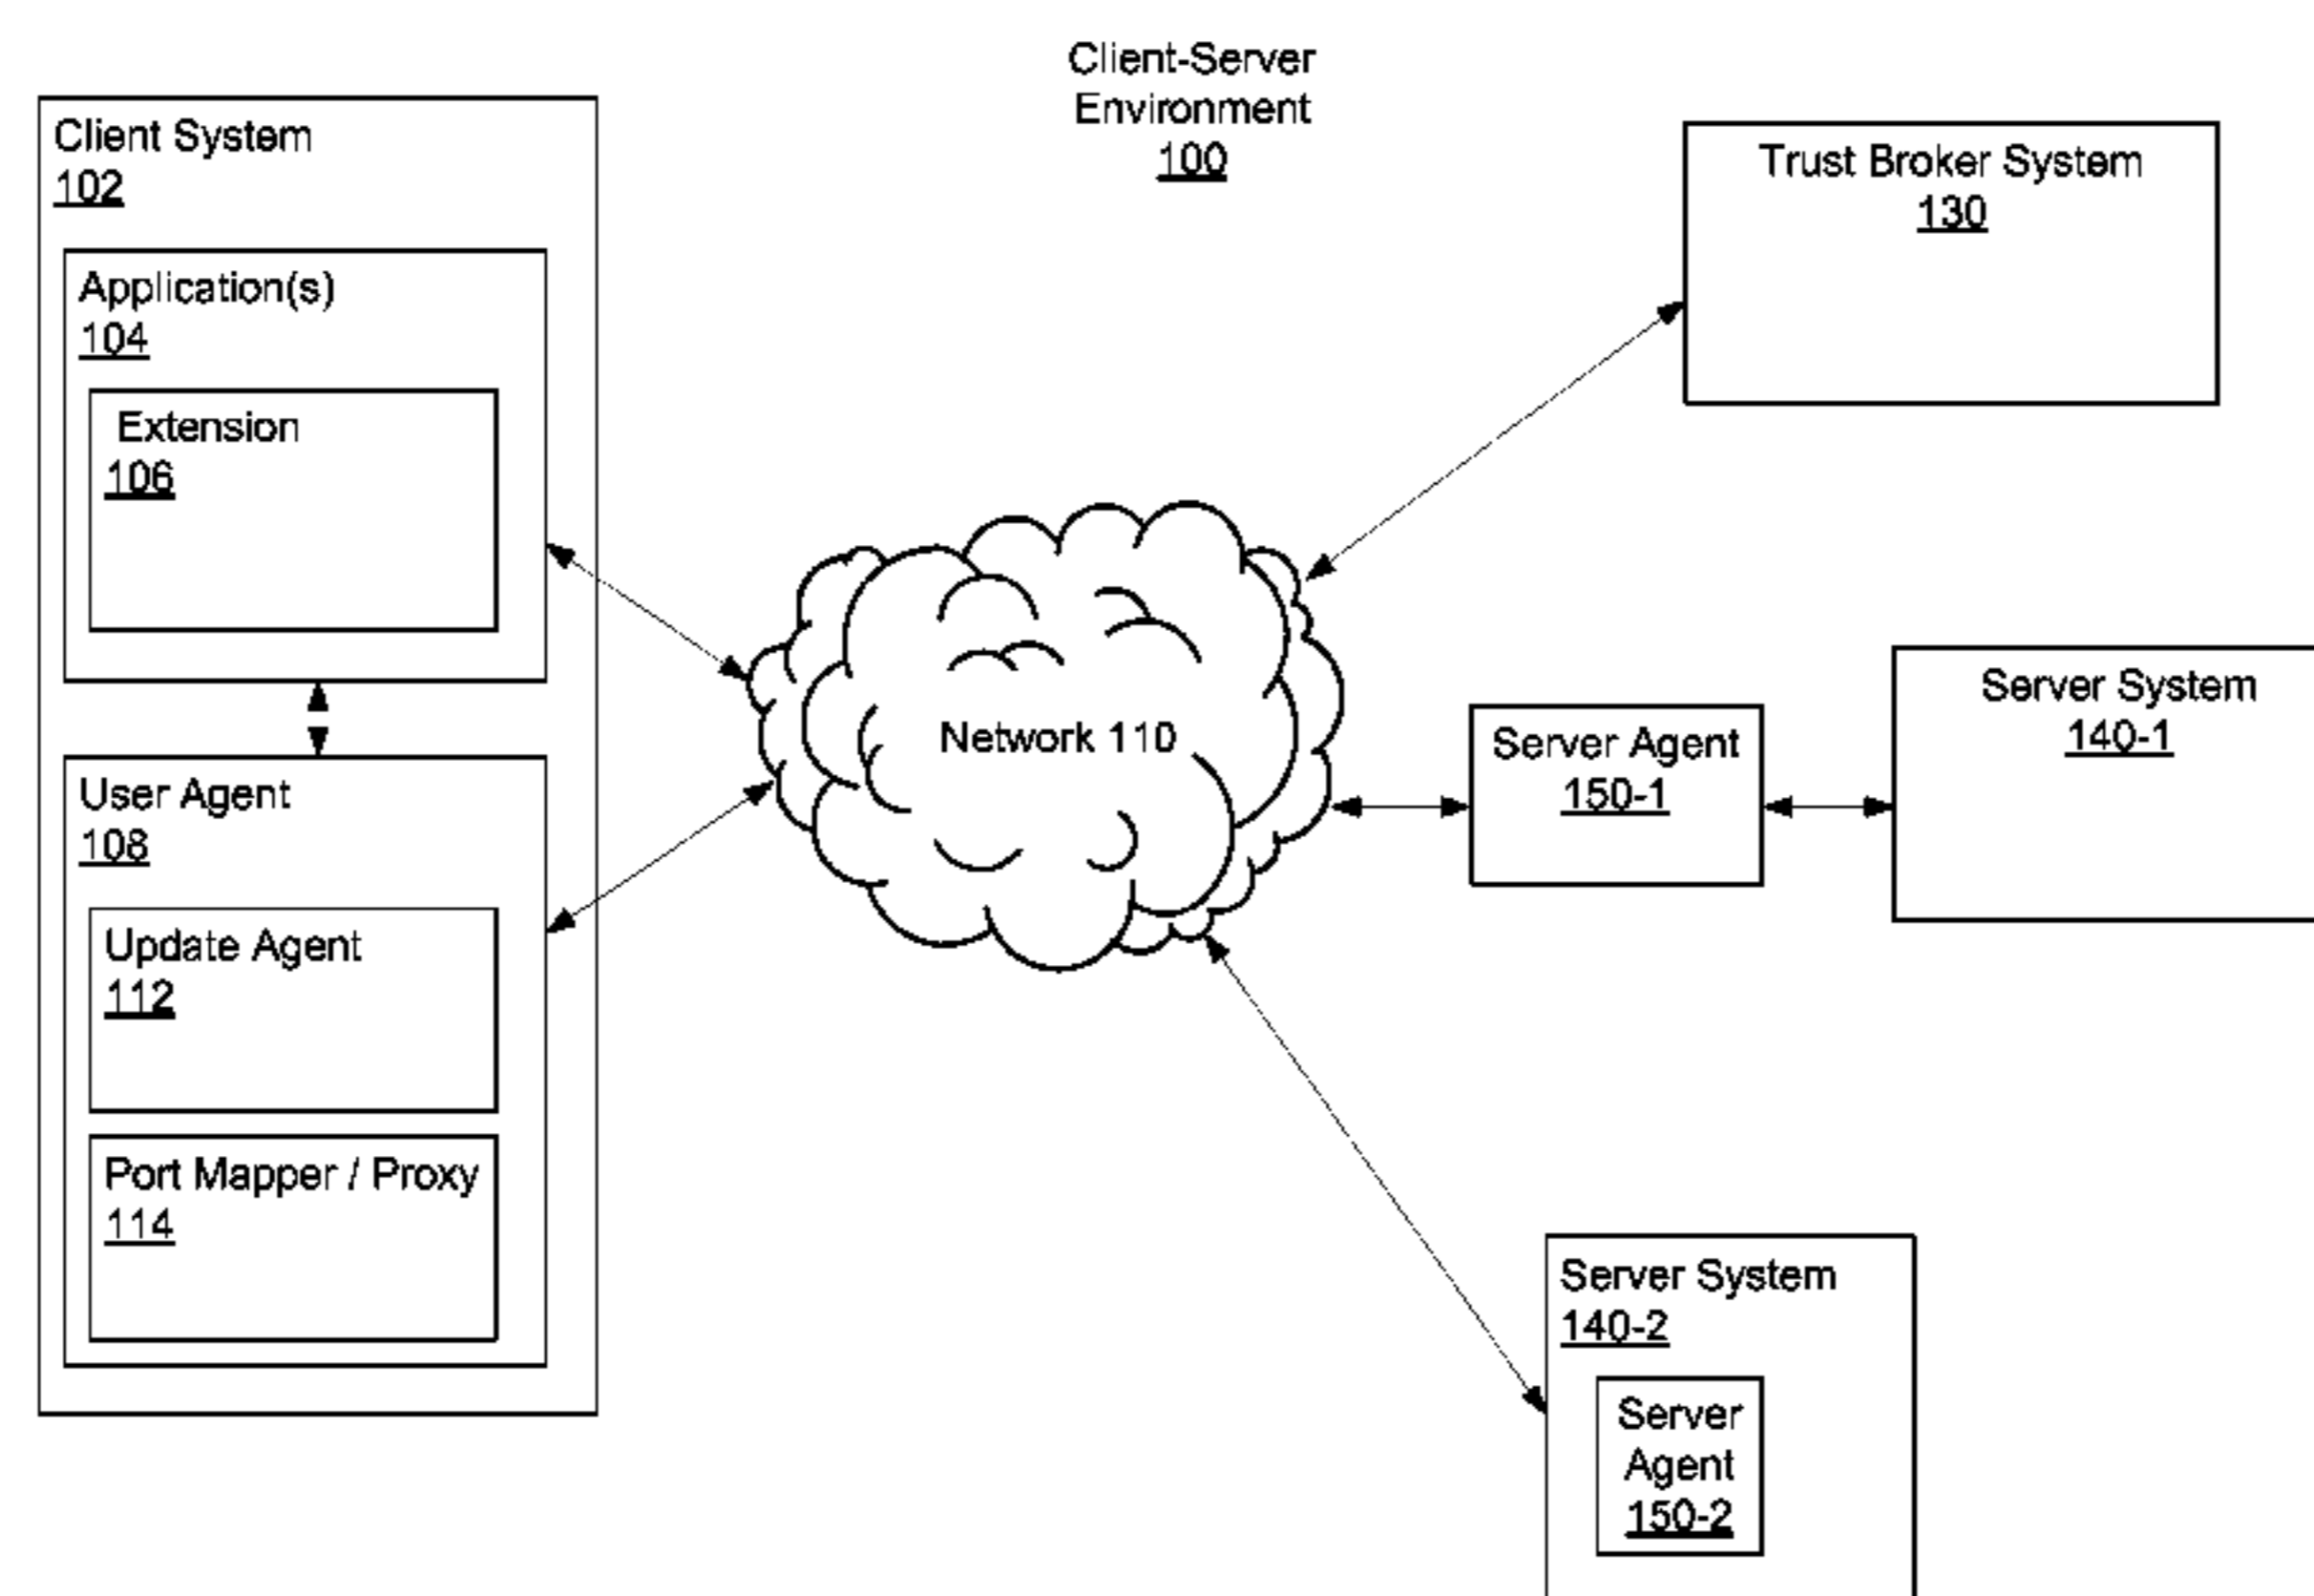 Client-Server
Environment
100
Client System
102
Application(s)
104
Extension
106
User Agent
108
Update Agent
112
Port Mapper / Proxy
114
Network 110
Trust Broker System
130
Server Agent
150-1
Server System
140-1
Server System
140-2
Server
Agent
150-2